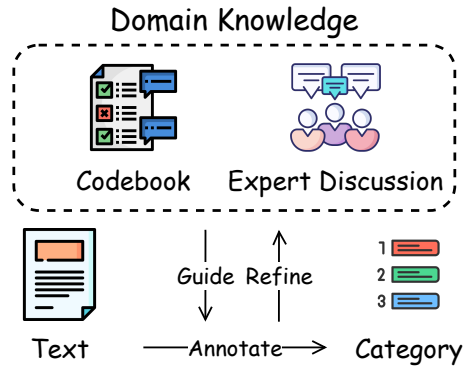 Domain Knowledge
Codebook Expert Discussion
Guide Refine
1
2
3
Text Annotate Category